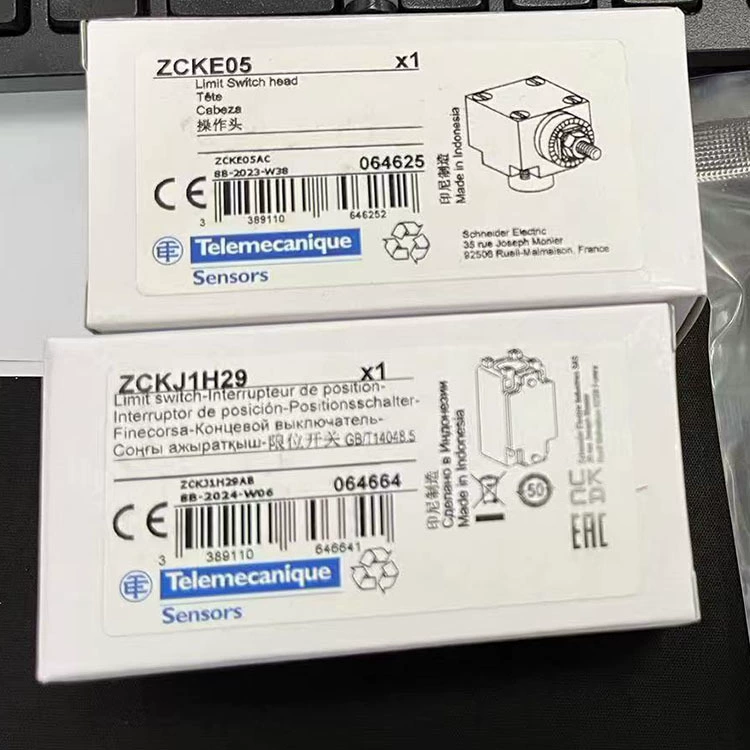 ZCKE05 x1
Limit Switch head
Tête
Cabeza
操作头
ZCKE05AC
8B-2023-W38
064625
CE
3 389110 646252
Telemecanique
Sensors
印尼制造
Made in Indonesia
Schneider Electric
35 rue Joseph Monier
92506 Rueil-Malmaison, France
ZCKJ1H29 x1
Limit switch-Interrupteur de position-
Interruptor de posición-Positionsschalter-
Finecorsa-Концевой выключатель-
Соңғы ажыратқыш-限位开关 GB/T14048.5
ZCKJ1H29AB
8B-2024-W06
064664
CE
3 389110 646641
Telemecanique
Sensors
印尼制造
Сделано в Индонезии
Made in Indonesia
50
UK
CA
EAC